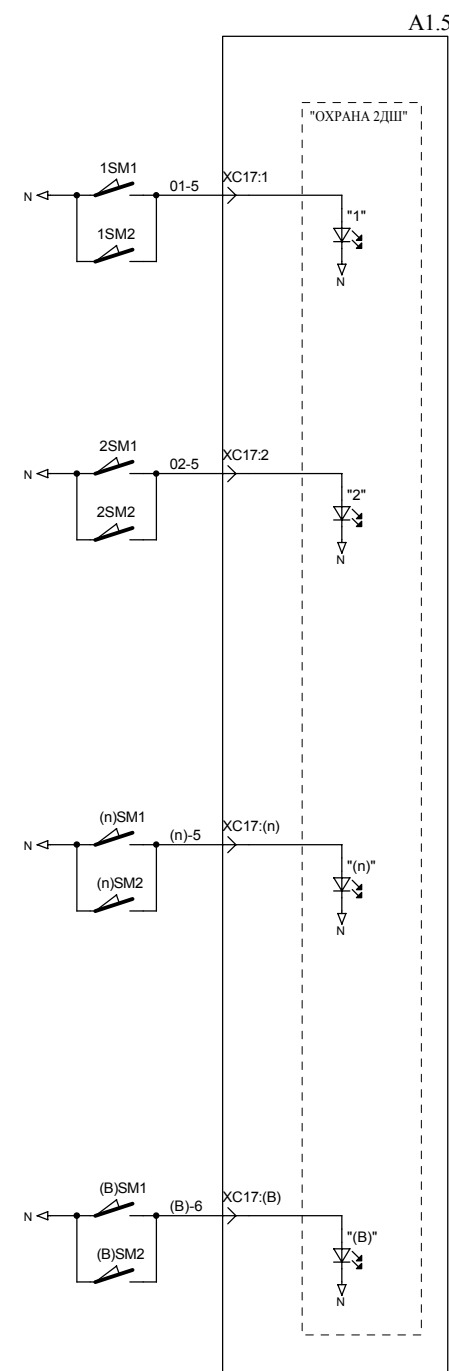 A1.5
"ОХРАНА 2ДШ"
1SM1
N
01-5
XC17:1
1SM2
"1"
N
2SM1
N
02-5
XC17:2
2SM2
"2"
N
(n)SM1
N
(n)-5
XC17:(n)
(n)SM2
"(n)"
N
(B)SM1
N
(B)-6
XC17:(B)
(B)SM2
"(B)"
N